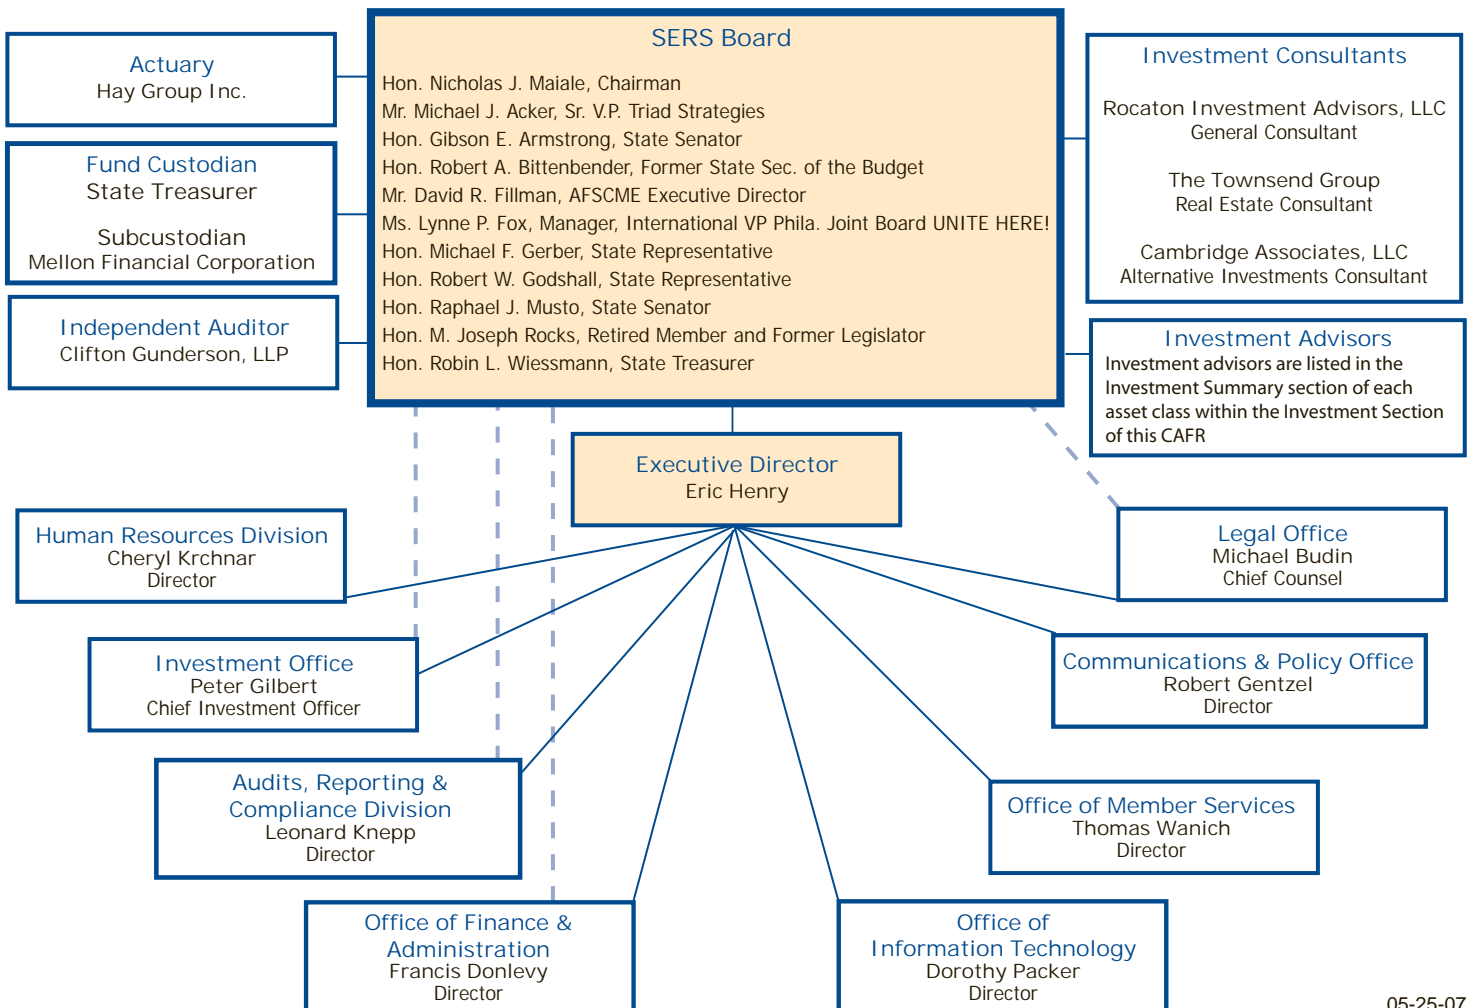 SERS Board
Hon. Nicholas J. Maiale, Chairman
Mr. Michael J. Acker, Sr. V.P. Triad Strategies
Hon. Gibson E. Armstrong, State Senator
Hon. Robert A. Bittenbender, Former State Sec. of the Budget
Mr. David R. Fillman, AFSCME Executive Director
Ms. Lynne P. Fox, Manager, International VP Phila. Joint Board UNITE HERE!
Hon. Michael F. Gerber, State Representative
Hon. Robert W. Godshall, State Representative
Hon. Raphael J. Musto, State Senator
Hon. M. Joseph Rocks, Retired Member and Former Legislator
Hon. Robin L. Wiessmann, State Treasurer
Actuary
Hay Group Inc.
Fund Custodian
State Treasurer
Subcustodian
Mellon Financial Corporation
Independent Auditor
Clifton Gunderson, LLP
Investment Consultants
Rocaton Investment Advisors, LLC
General Consultant
The Townsend Group
Real Estate Consultant
Cambridge Associates, LLC
Alternative Investments Consultant
Investment Advisors
Investment advisors are listed in the
Investment Summary section of each
asset class within the Investment Section
of this CAFR
Executive Director
Eric Henry
Human Resources Division
Cheryl Krchnar
Director
Legal Office
Michael Budin
Chief Counsel
Investment Office
Peter Gilbert
Chief Investment Officer
Communications & Policy Office
Robert Gentzel
Director
Audits, Reporting &
Compliance Division
Leonard Knepp
Director
Office of Member Services
Thomas Wanich
Director
Office of Finance &
Administration
Francis Donlevy
Director
Office of
Information Technology
Dorothy Packer
Director
05-25-07